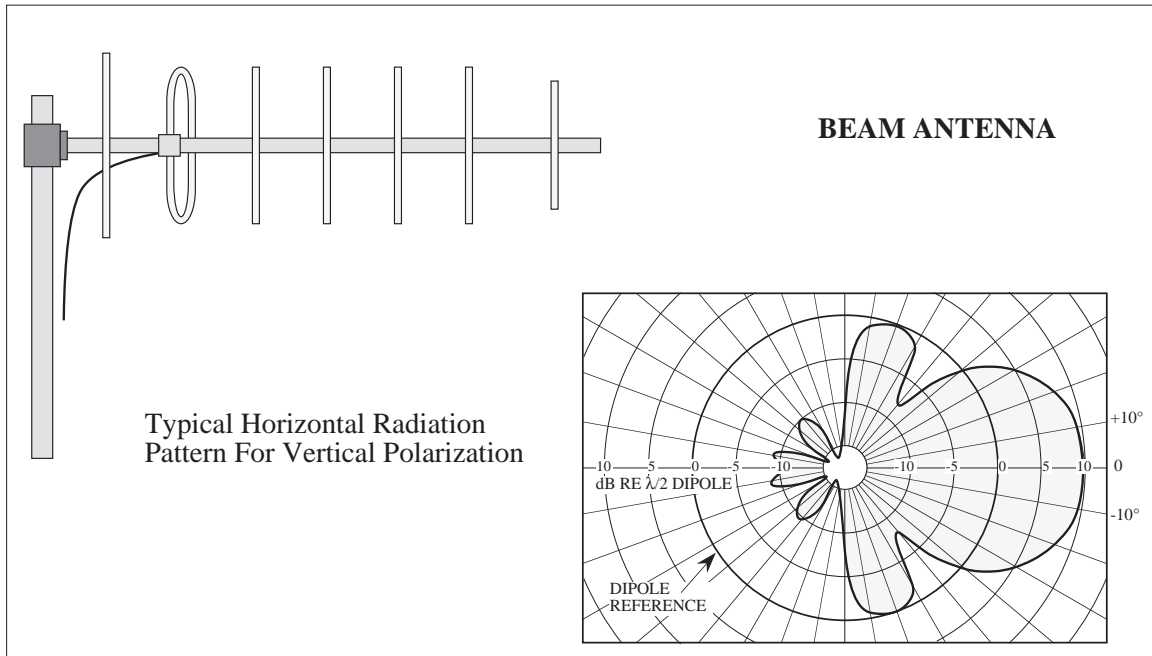 BEAM ANTENNA
Typical Horizontal Radiation
Pattern For Vertical Polarization
+10°
10 5 0 -5 -10 -10 -5 0 5 10 0
dB RE λ/2 DIPOLE
-10°
DIPOLE
REFERENCE